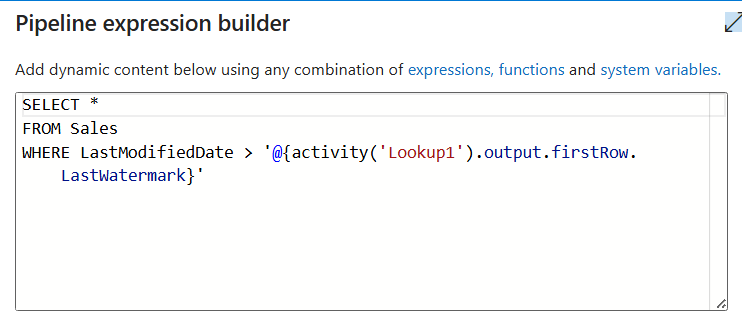 Pipeline expression builder
Add dynamic content below using any combination of expressions, functions and system variables.
SELECT *
FROM Sales
WHERE LastModifiedDate > '@{activity('Lookup1').output.firstRow.
LastWatermark}'